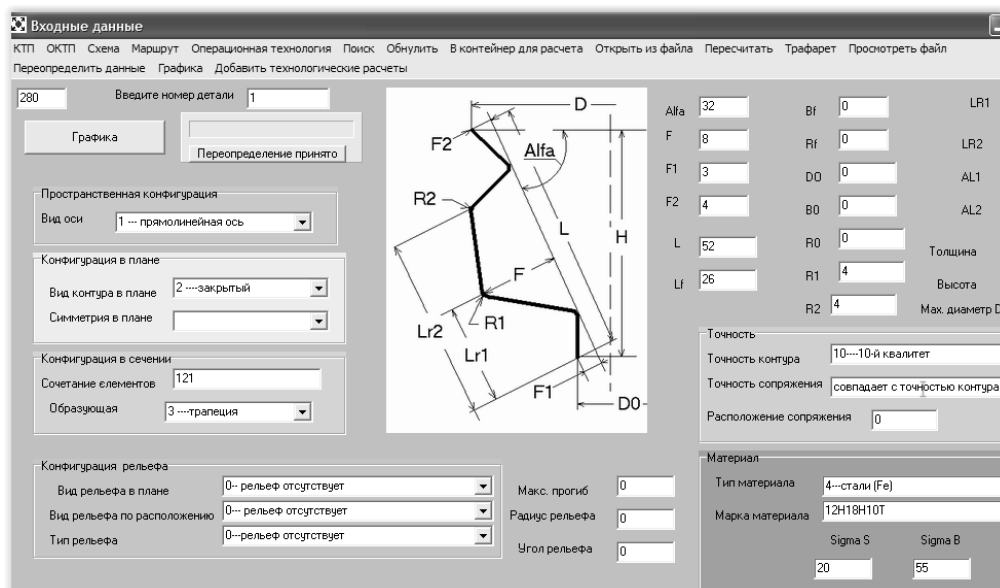 Входные данные
КТП ОКТП Схема Маршрут Операционная технология Поиск Обнулить В контейнер для расчета Открыть из файла Пересчитать Трафарет Просмотреть файл
Переопределить данные Графика Добавить технологические расчеты
280 Введите номер детали 1
Графика
Переопределение принято
Пространственная конфигурация
Вид оси 1 --- прямолинейная ось
Конфигурация в плане
Вид контура в плане 2 ----закрытый
Симметрия в плане
Конфигурация в сечении
Сочетание елементов 121
Образующая 3 ----трапеция
Конфигурация рельефа
Вид рельефа в плане 0-- рельеф отсутствует
Вид рельефа по расположению 0--- рельеф отсутствует
Тип рельефа 0---рельеф отсутствует
D
F2
Alfa
R2
L
H
F
R1
Lr2
Lr1
F1
D0
Макс. прогиб 0
Радиус рельефа 0
Угол рельефа 0
Alfa 32 Bf 0 LR1
F 8 Rf 0 LR2
F1 3 D0 0 AL1
F2 4 B0 0 AL2
L 52 R0 0 Толщина
Lf 26 R1 4 Высота
R2 4 Мах. диаметр D
Точность
Точность контура 10----10-й квалитет
Точность сопряжения совпадает с точностью контура
Расположение сопряжения 0
Материал
Тип материала 4---стали (Fe)
Марка материала 12Н18Н10Т
Sigma S Sigma B
20 55